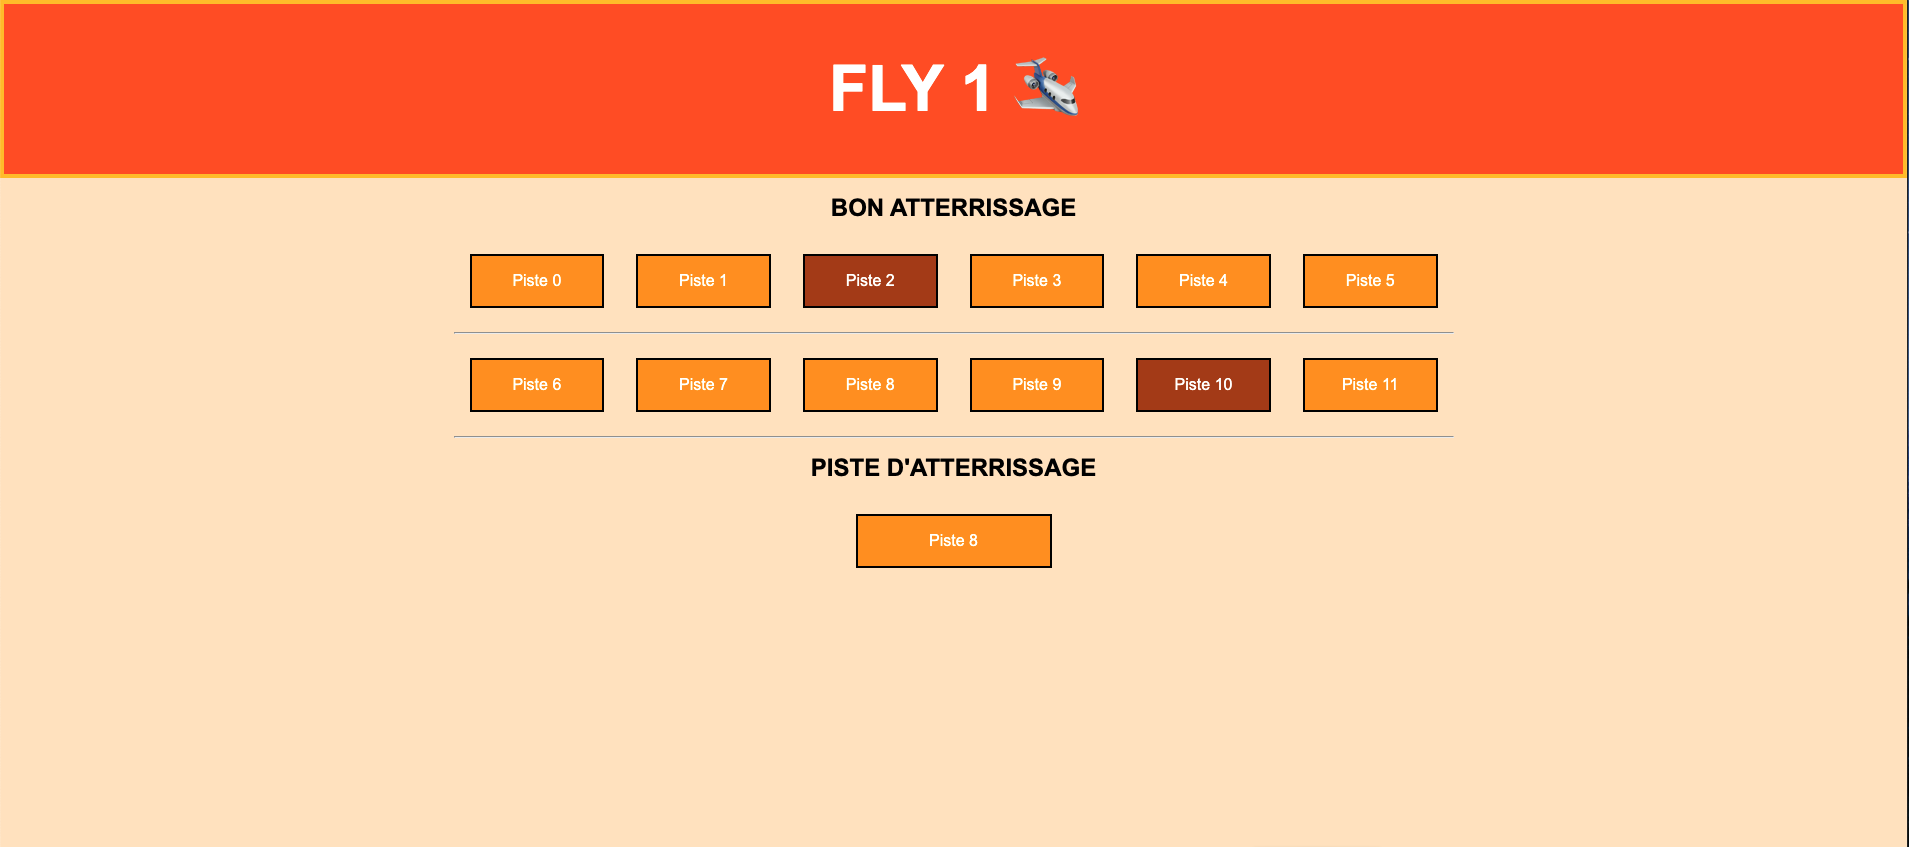 FLY 1
BON ATTERRISSAGE
Piste 0 Piste 1 Piste 2 Piste 3 Piste 4 Piste 5
Piste 6 Piste 7 Piste 8 Piste 9 Piste 10 Piste 11
PISTE D'ATTERRISSAGE
Piste 8